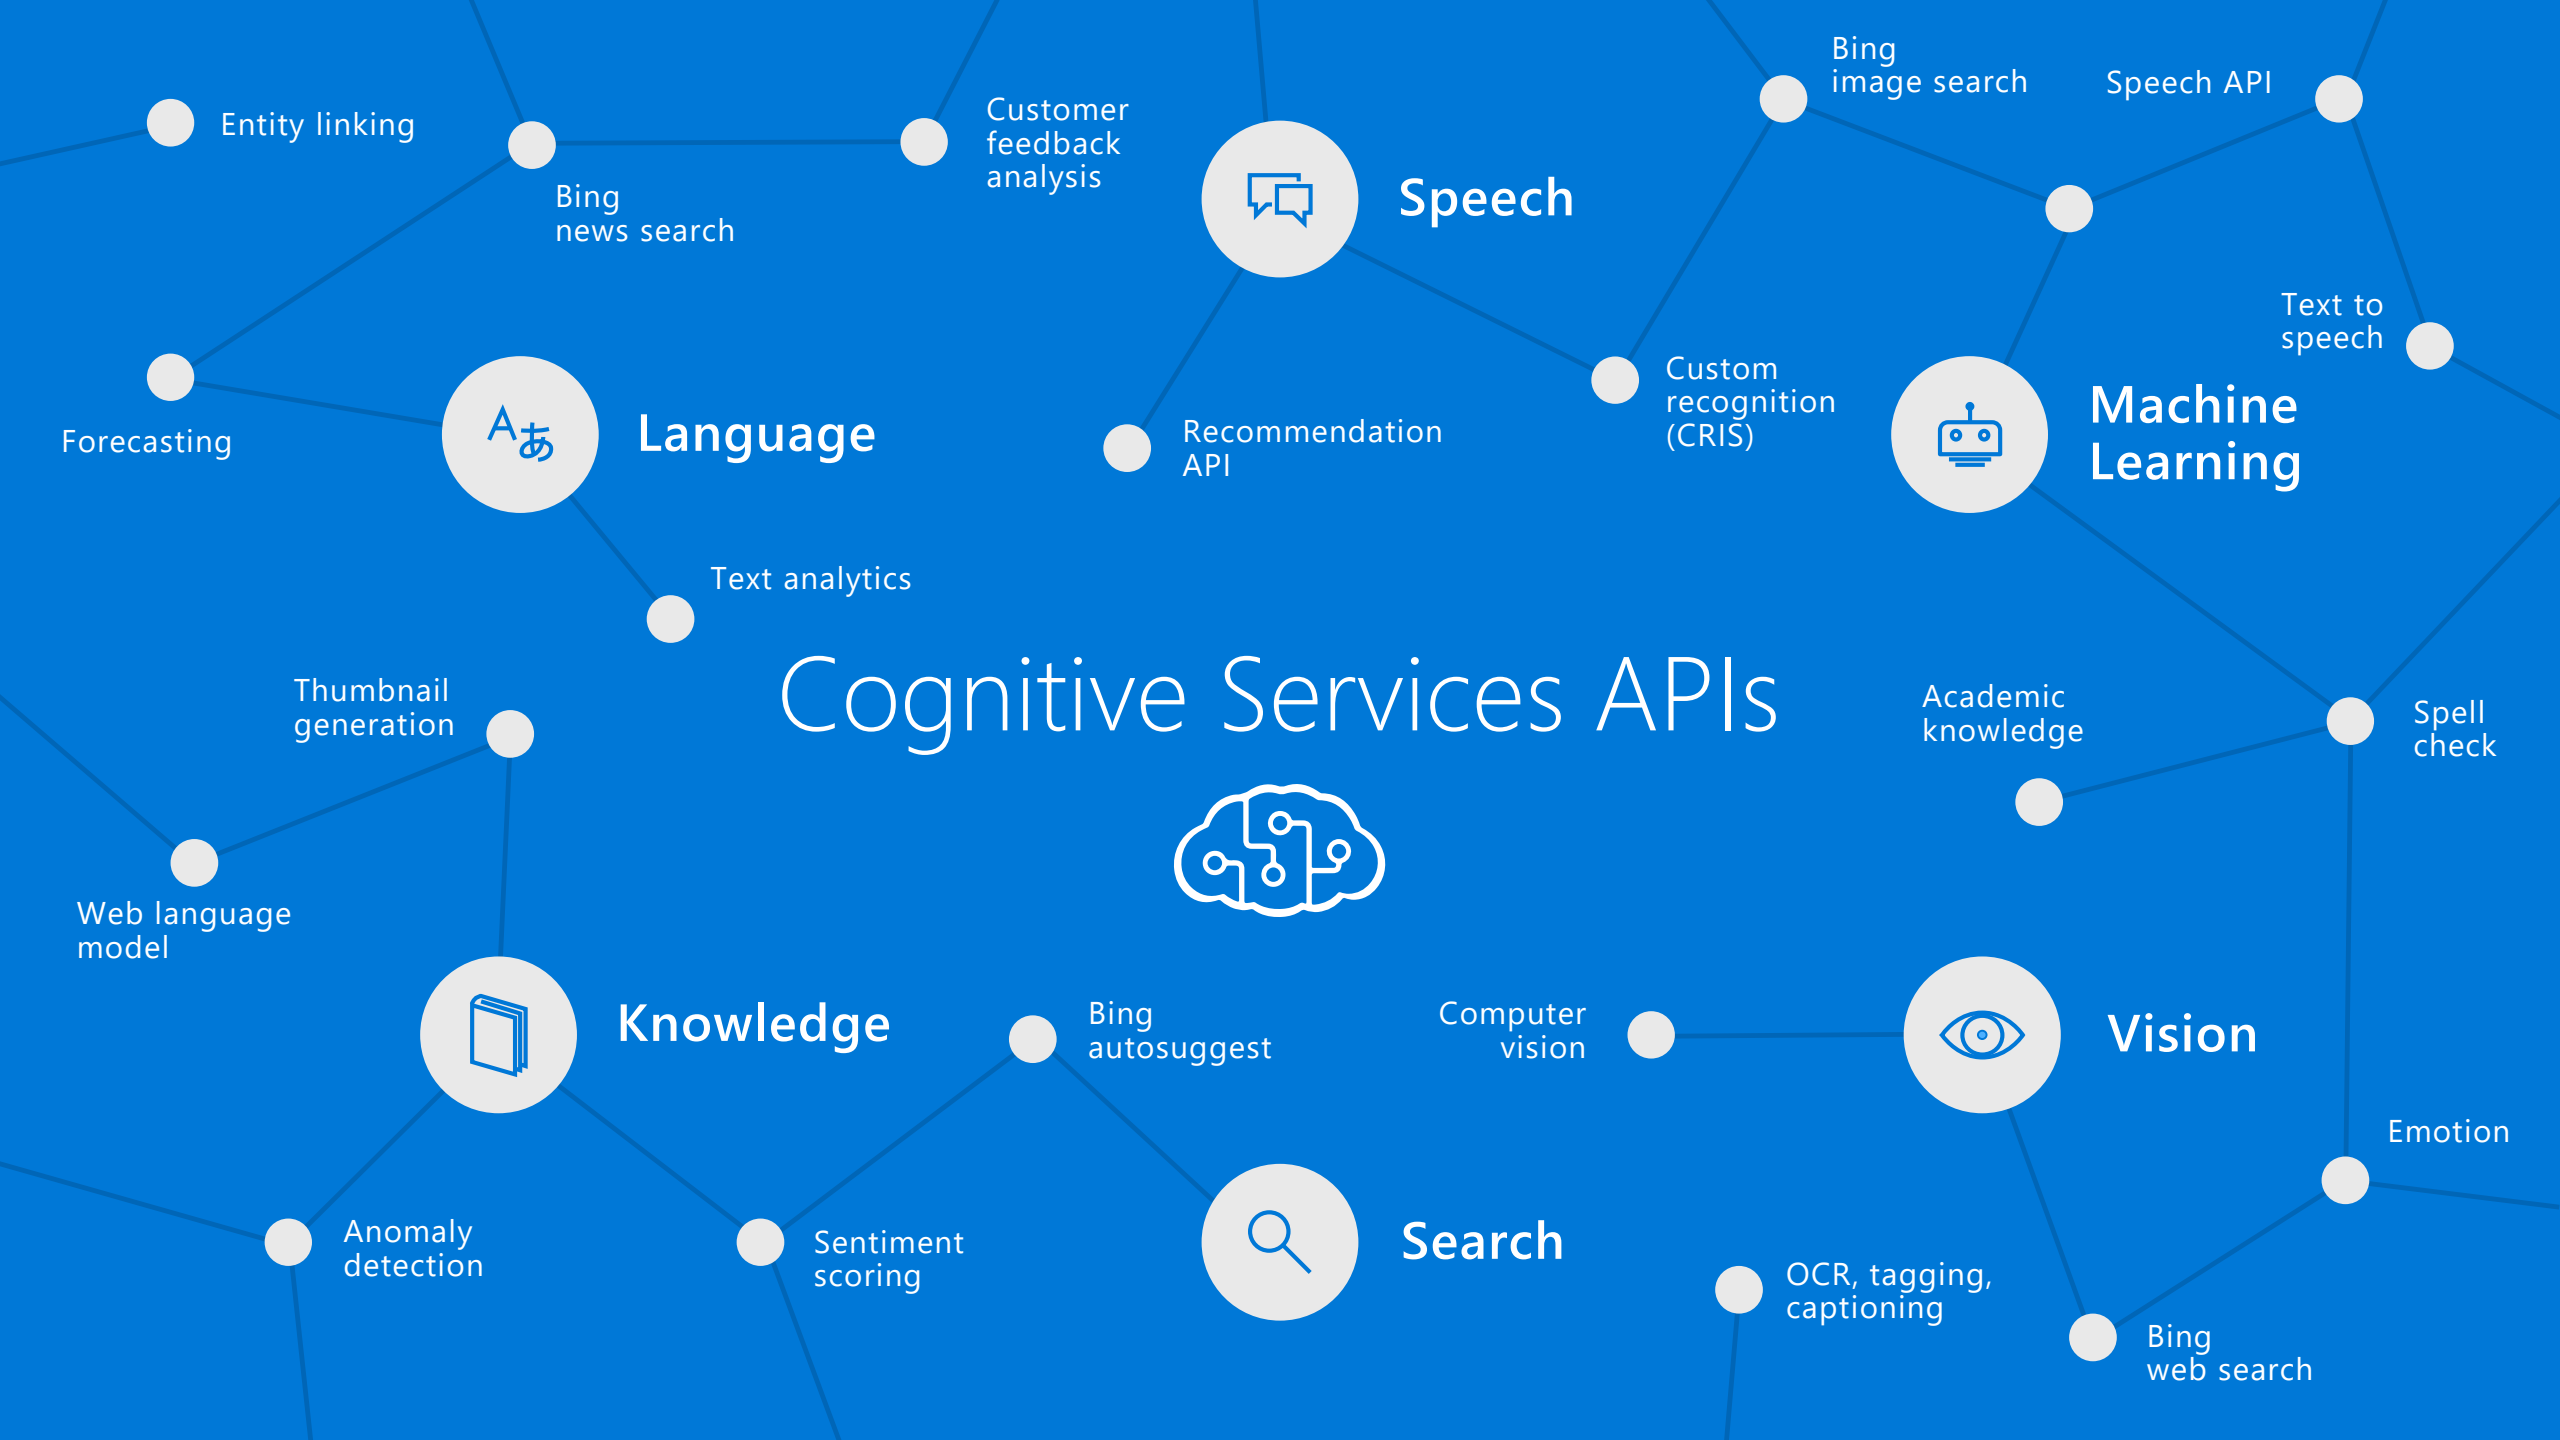 Entity linking
Bing
news search
Customer
feedback
analysis
Speech
Bing
image search
Speech API
Text to
speech
Forecasting
Aあ
Language
Recommendation
API
Custom
recognition
(CRIS)
Machine
Learning
Text analytics
Thumbnail
generation
Cognitive Services APIs
Academic
knowledge
Spell
check
Web language
model
Knowledge
Bing
autosuggest
Computer
vision
Vision
Emotion
Anomaly
detection
Sentiment
scoring
Search
OCR, tagging,
captioning
Bing
web search